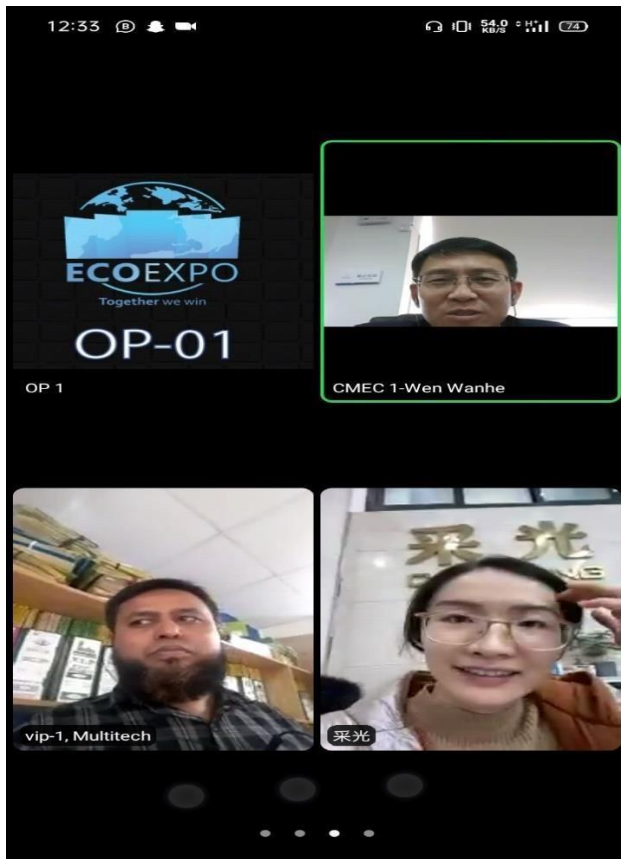 12:33
54.0
KB/S
H+
74
ECOEXPO
Together we win
OP-01
OP 1
CMEC 1-Wen Wanhe
采光
V.I.P
vip-1, Multitech
采光